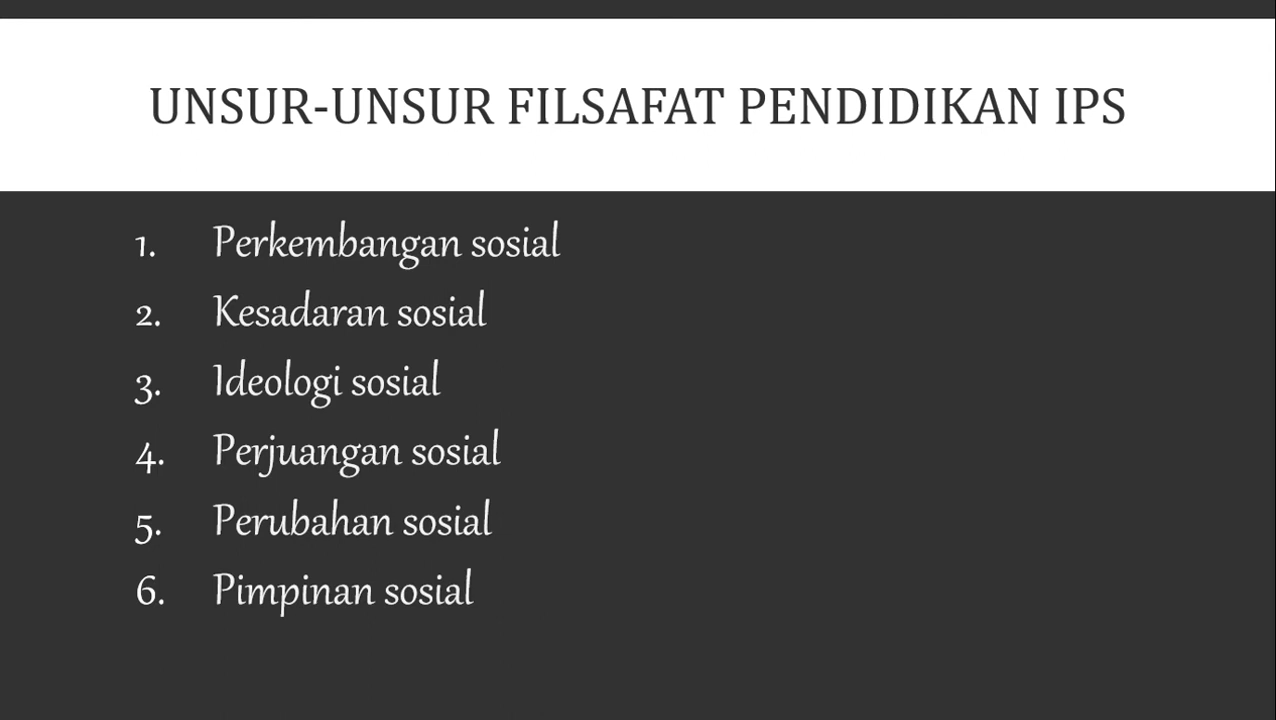 UNSUR-UNSUR FILSAFAT PENDIDIKAN IPS
1. Perkembangan sosial
2. Kesadaran sosial
3. Ideologi sosial
4. Perjuangan sosial
5. Perubahan sosial
6. Pimpinan sosial